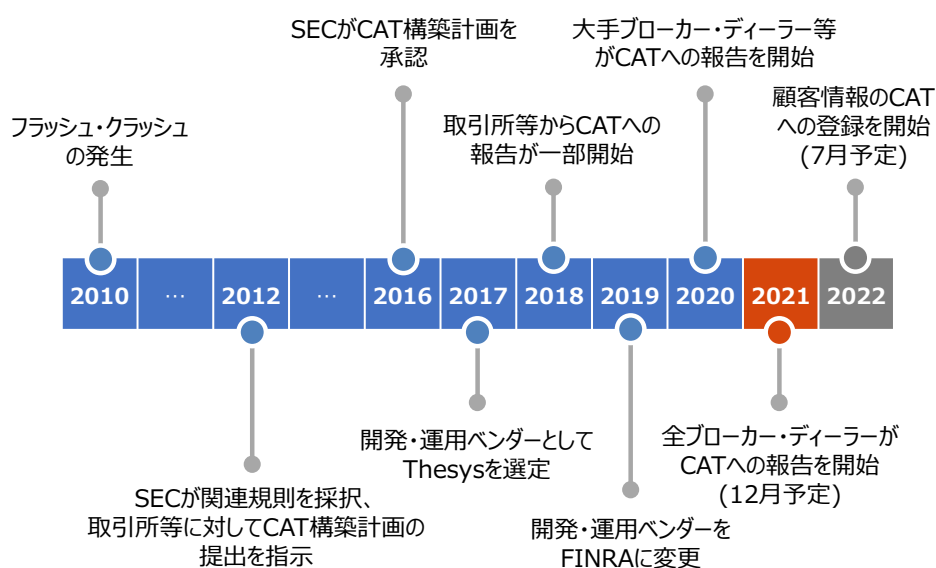 SECがCAT構築計画を
承認
大手ブローカー・ディーラー等
がCATへの報告を開始
フラッシュ・クラッシュ
の発生
取引所等からCATへの
報告が一部開始
顧客情報のCAT
への登録を開始
(7月予定)
2010
…
2012
…
2016
2017
2018
2019
2020
2021
2022
開発・運用ベンダーとして
Thesysを選定
全ブローカー・ディーラーが
CATへの報告を開始
(12月予定)
SECが関連規則を採択、
取引所等に対してCAT構築計画の
提出を指示
開発・運用ベンダーを
FINRAに変更